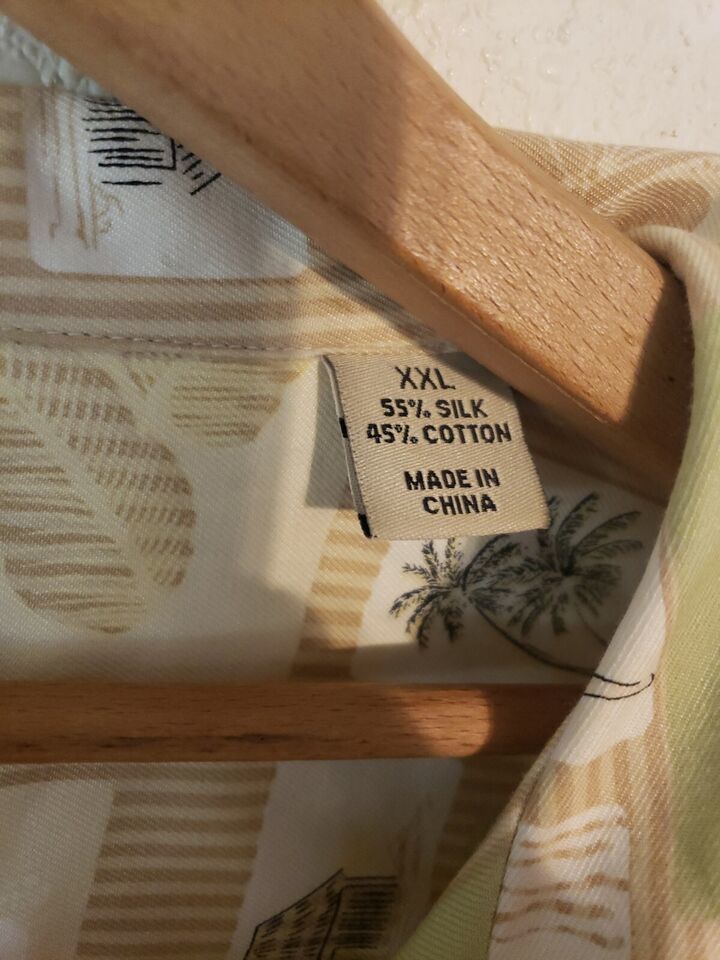 XXL
55% SILK
45% COTTON
MADE IN
CHINA